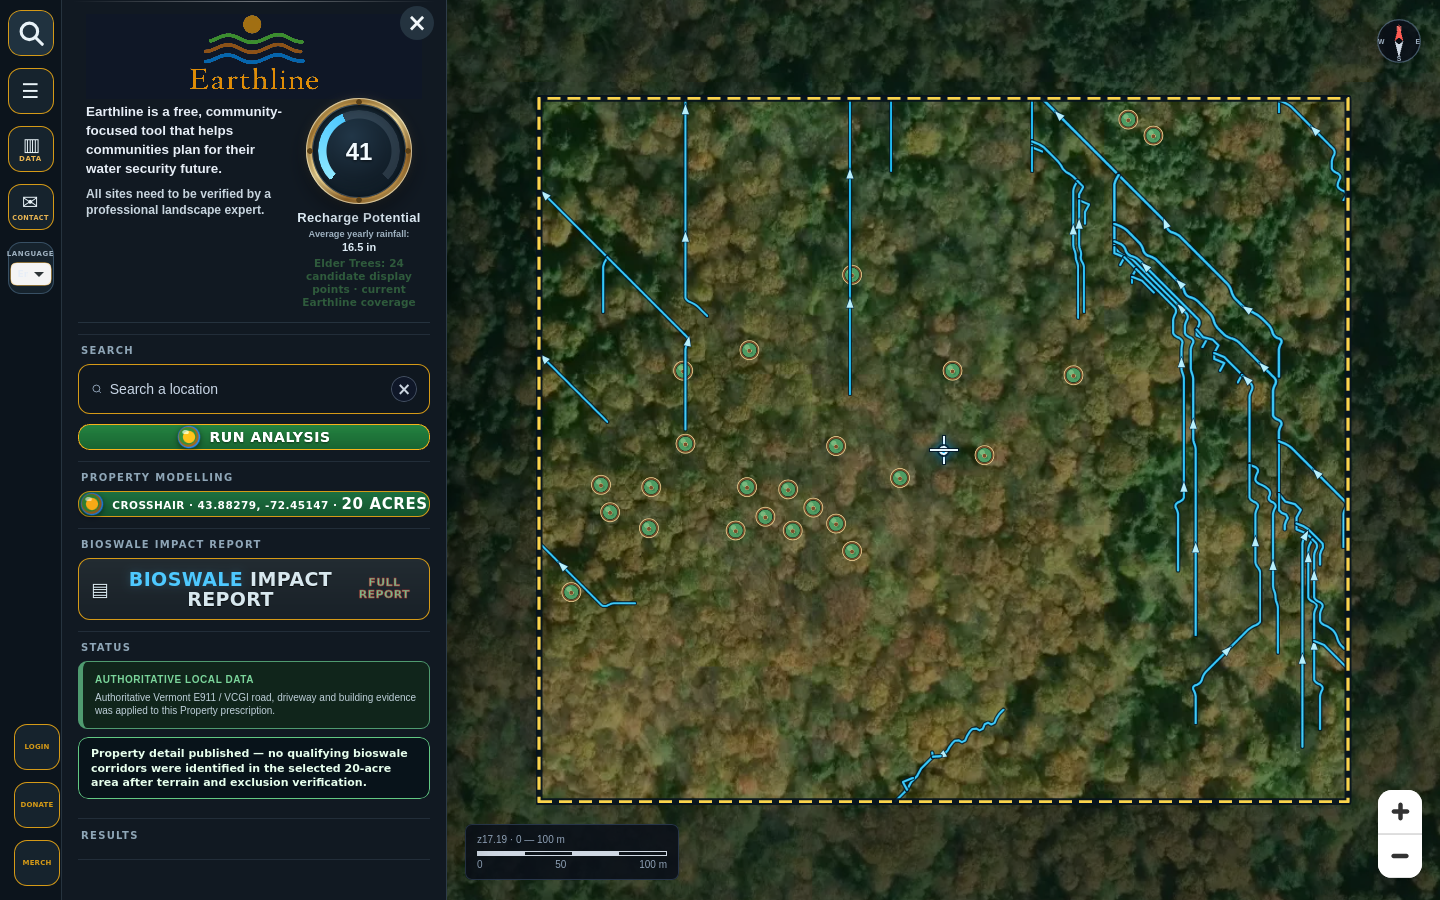 Earthline
Earthline is a free, community-
focused tool that helps
communities plan for their
water security future.
All sites need to be verified by a
professional landscape expert.
41
Recharge Potential
Average yearly rainfall:
16.5 in
Elder Trees: 24
candidate display
points · current
Earthline coverage
DATA
CONTACT
LANGUAGE
SEARCH
Search a location
RUN ANALYSIS
PROPERTY MODELLING
CROSSHAIR · 43.88279, -72.45147 · 20 ACRES
BIOSWALE IMPACT REPORT
BIOSWALE IMPACT
REPORT
FULL
REPORT
STATUS
AUTHORITATIVE LOCAL DATA
Authoritative Vermont E911 / VCGI road, driveway and building evidence
was applied to this Property prescription.
Property detail published — no qualifying bioswale
corridors were identified in the selected 20-acre
area after terrain and exclusion verification.
RESULTS
LOGIN
DONATE
MERCH
W E
S
z17.19 · 0 — 100 m
0 50 100 m